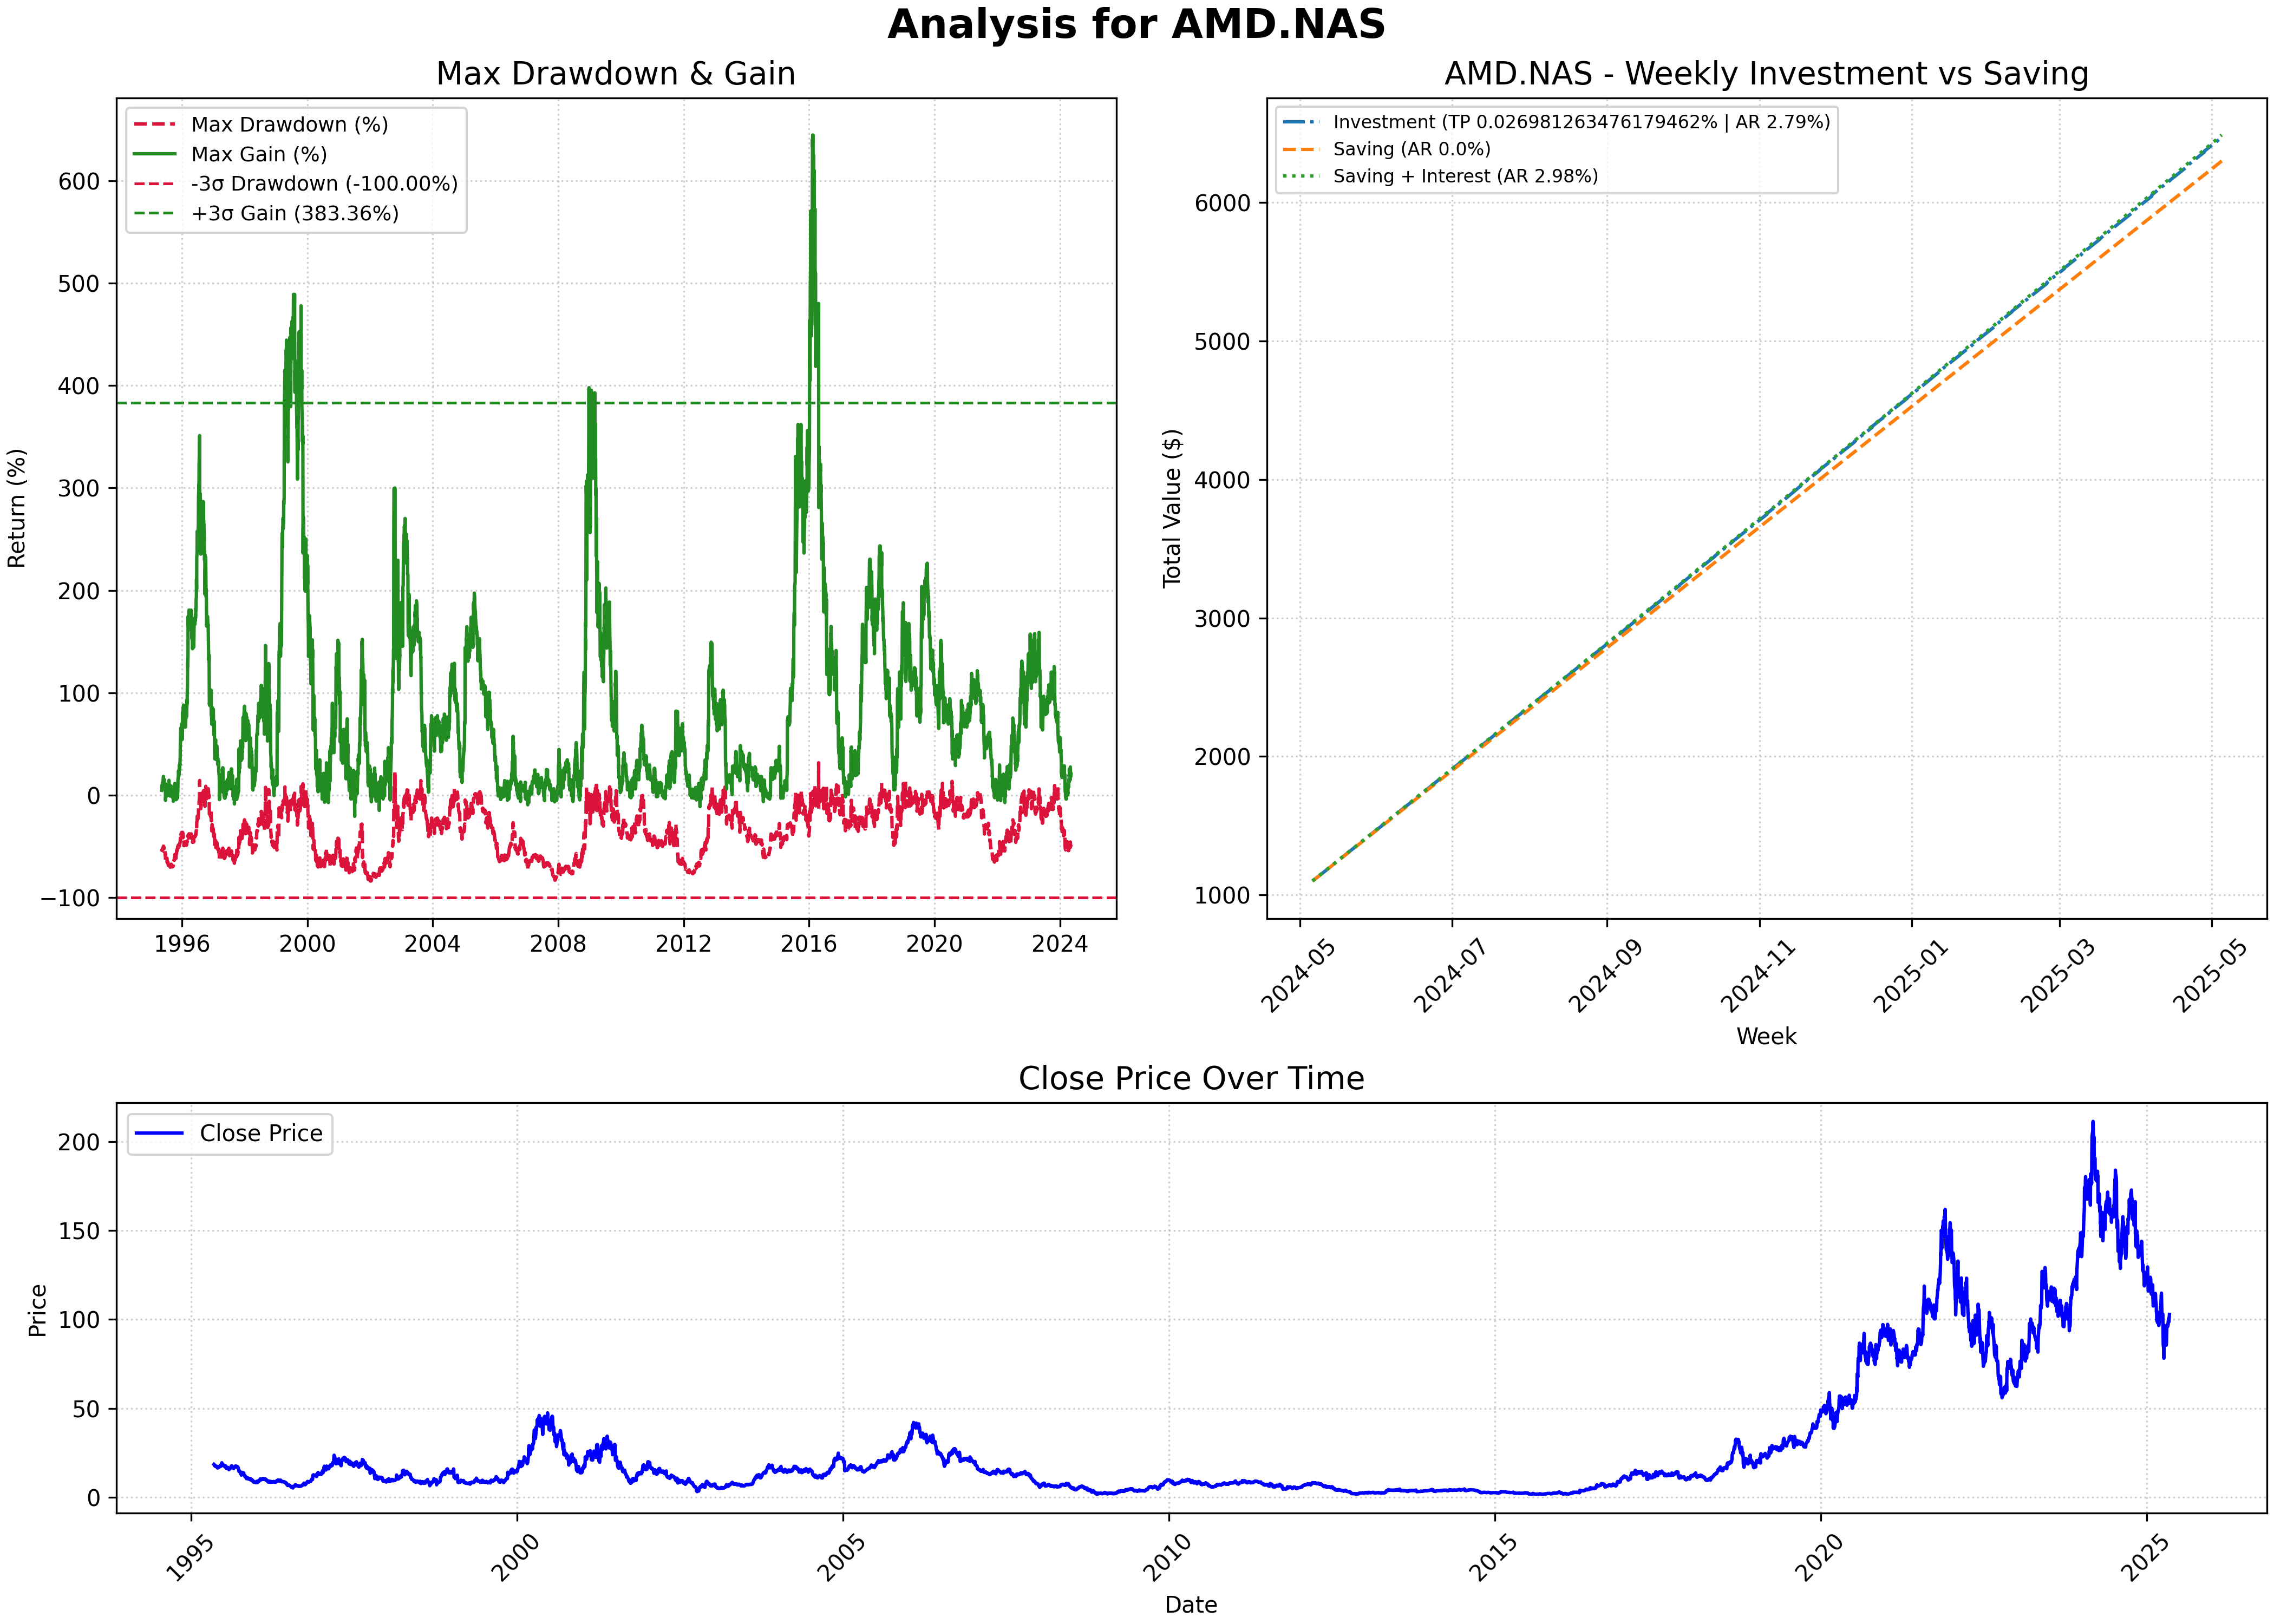 Analysis for AMD.NAS
Max Drawdown & Gain
Max Drawdown (%)
Max Gain (%)
-3σ Drawdown (-100.00%)
+3σ Gain (383.36%)
Return (%)
600
500
400
300
200
100
0
−100
1996 2000 2004 2008 2012 2016 2020 2024
AMD.NAS - Weekly Investment vs Saving
Investment (TP 0.026981263476179462% | AR 2.79%)
Saving (AR 0.0%)
Saving + Interest (AR 2.98%)
Total Value ($)
6000
5000
4000
3000
2000
1000
2024-05 2024-07 2024-09 2024-11 2025-01 2025-03 2025-05
Week
Close Price Over Time
Close Price
Price
200
150
100
50
0
1995 2000 2005 2010 2015 2020 2025
Date